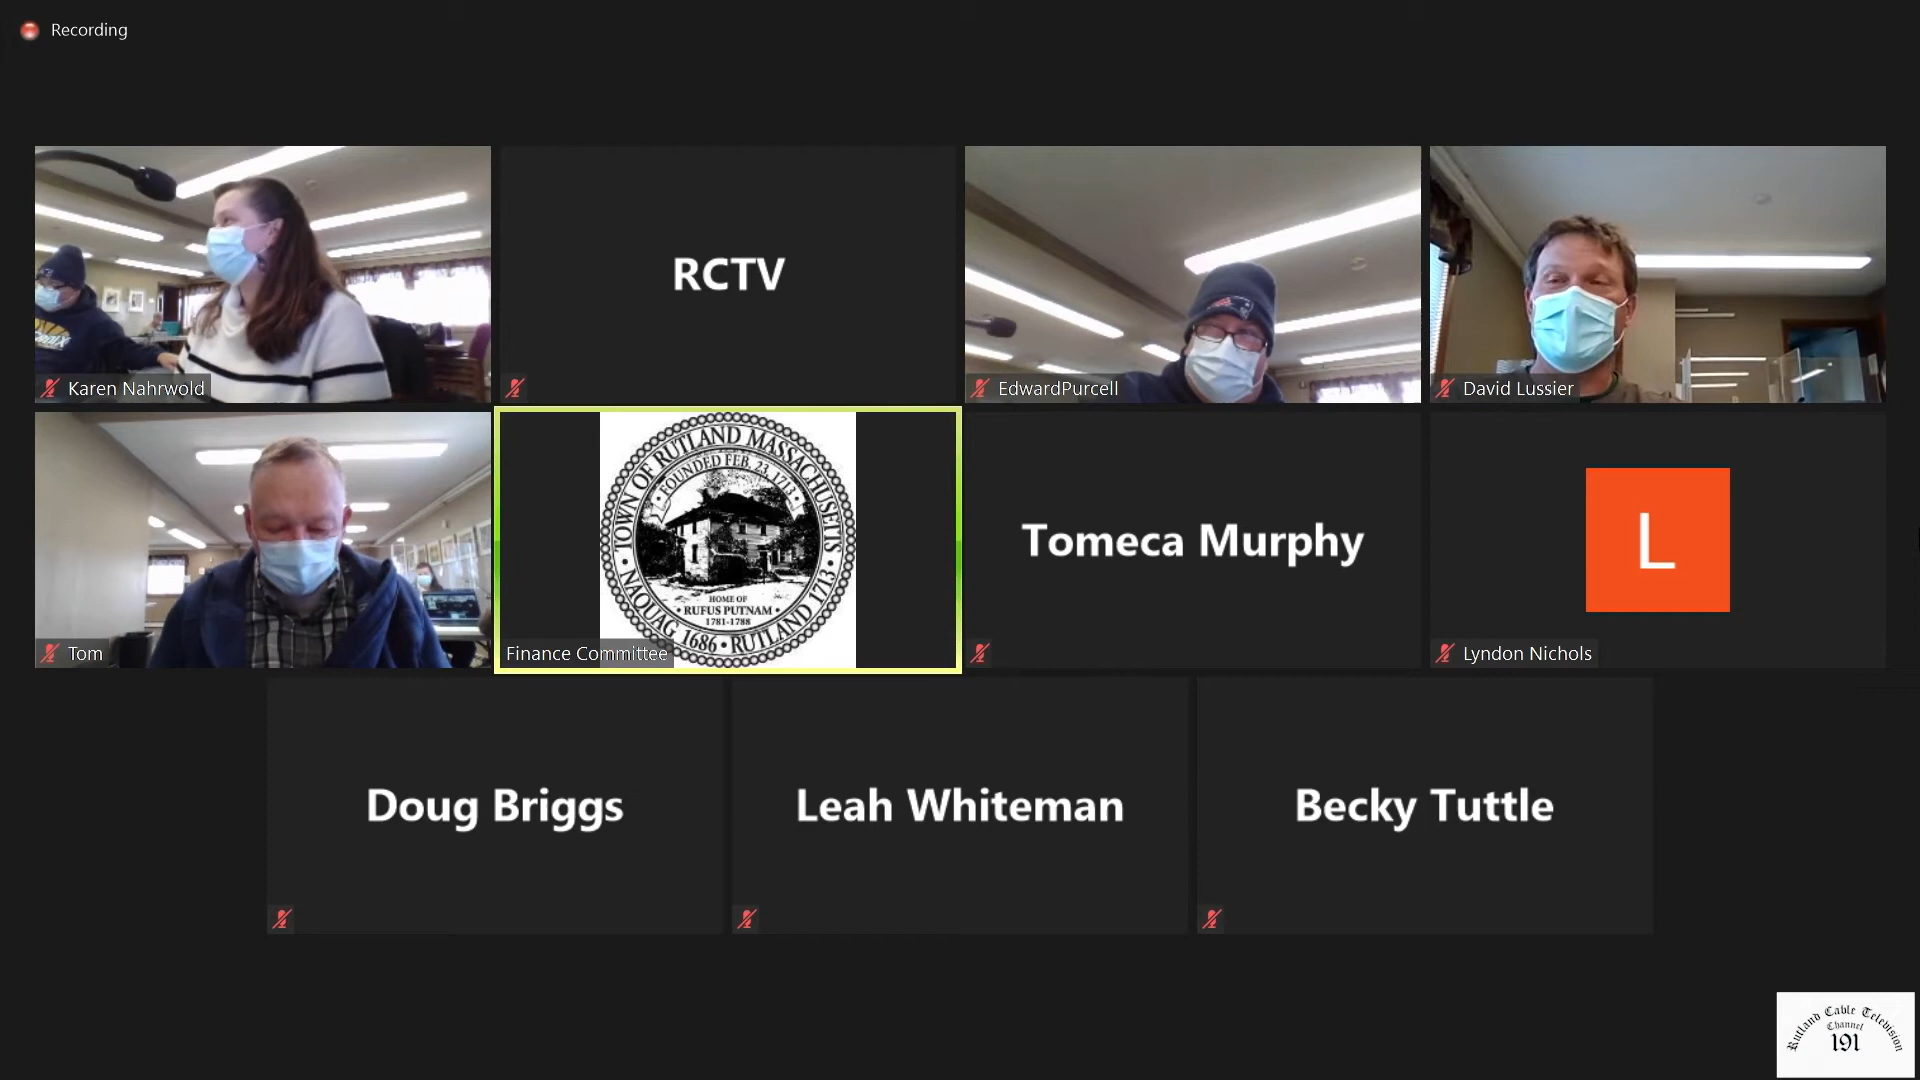 Recording
RCTV
Karen Nahrwold
EdwardPurcell
David Lussier
TOWN OF RUTLAND MASSACHUSETTS
FOUNDED FEB. 23, 1713
HOME OF
• RUFUS PUTNAM •
1781-1788
NAQUAG 1686 • RUTLAND 1713
Tomeca Murphy
L
Tom
Finance Committee
Lyndon Nichols
Doug Briggs
Leah Whiteman
Becky Tuttle
Rutland Cable Television
Channel
191